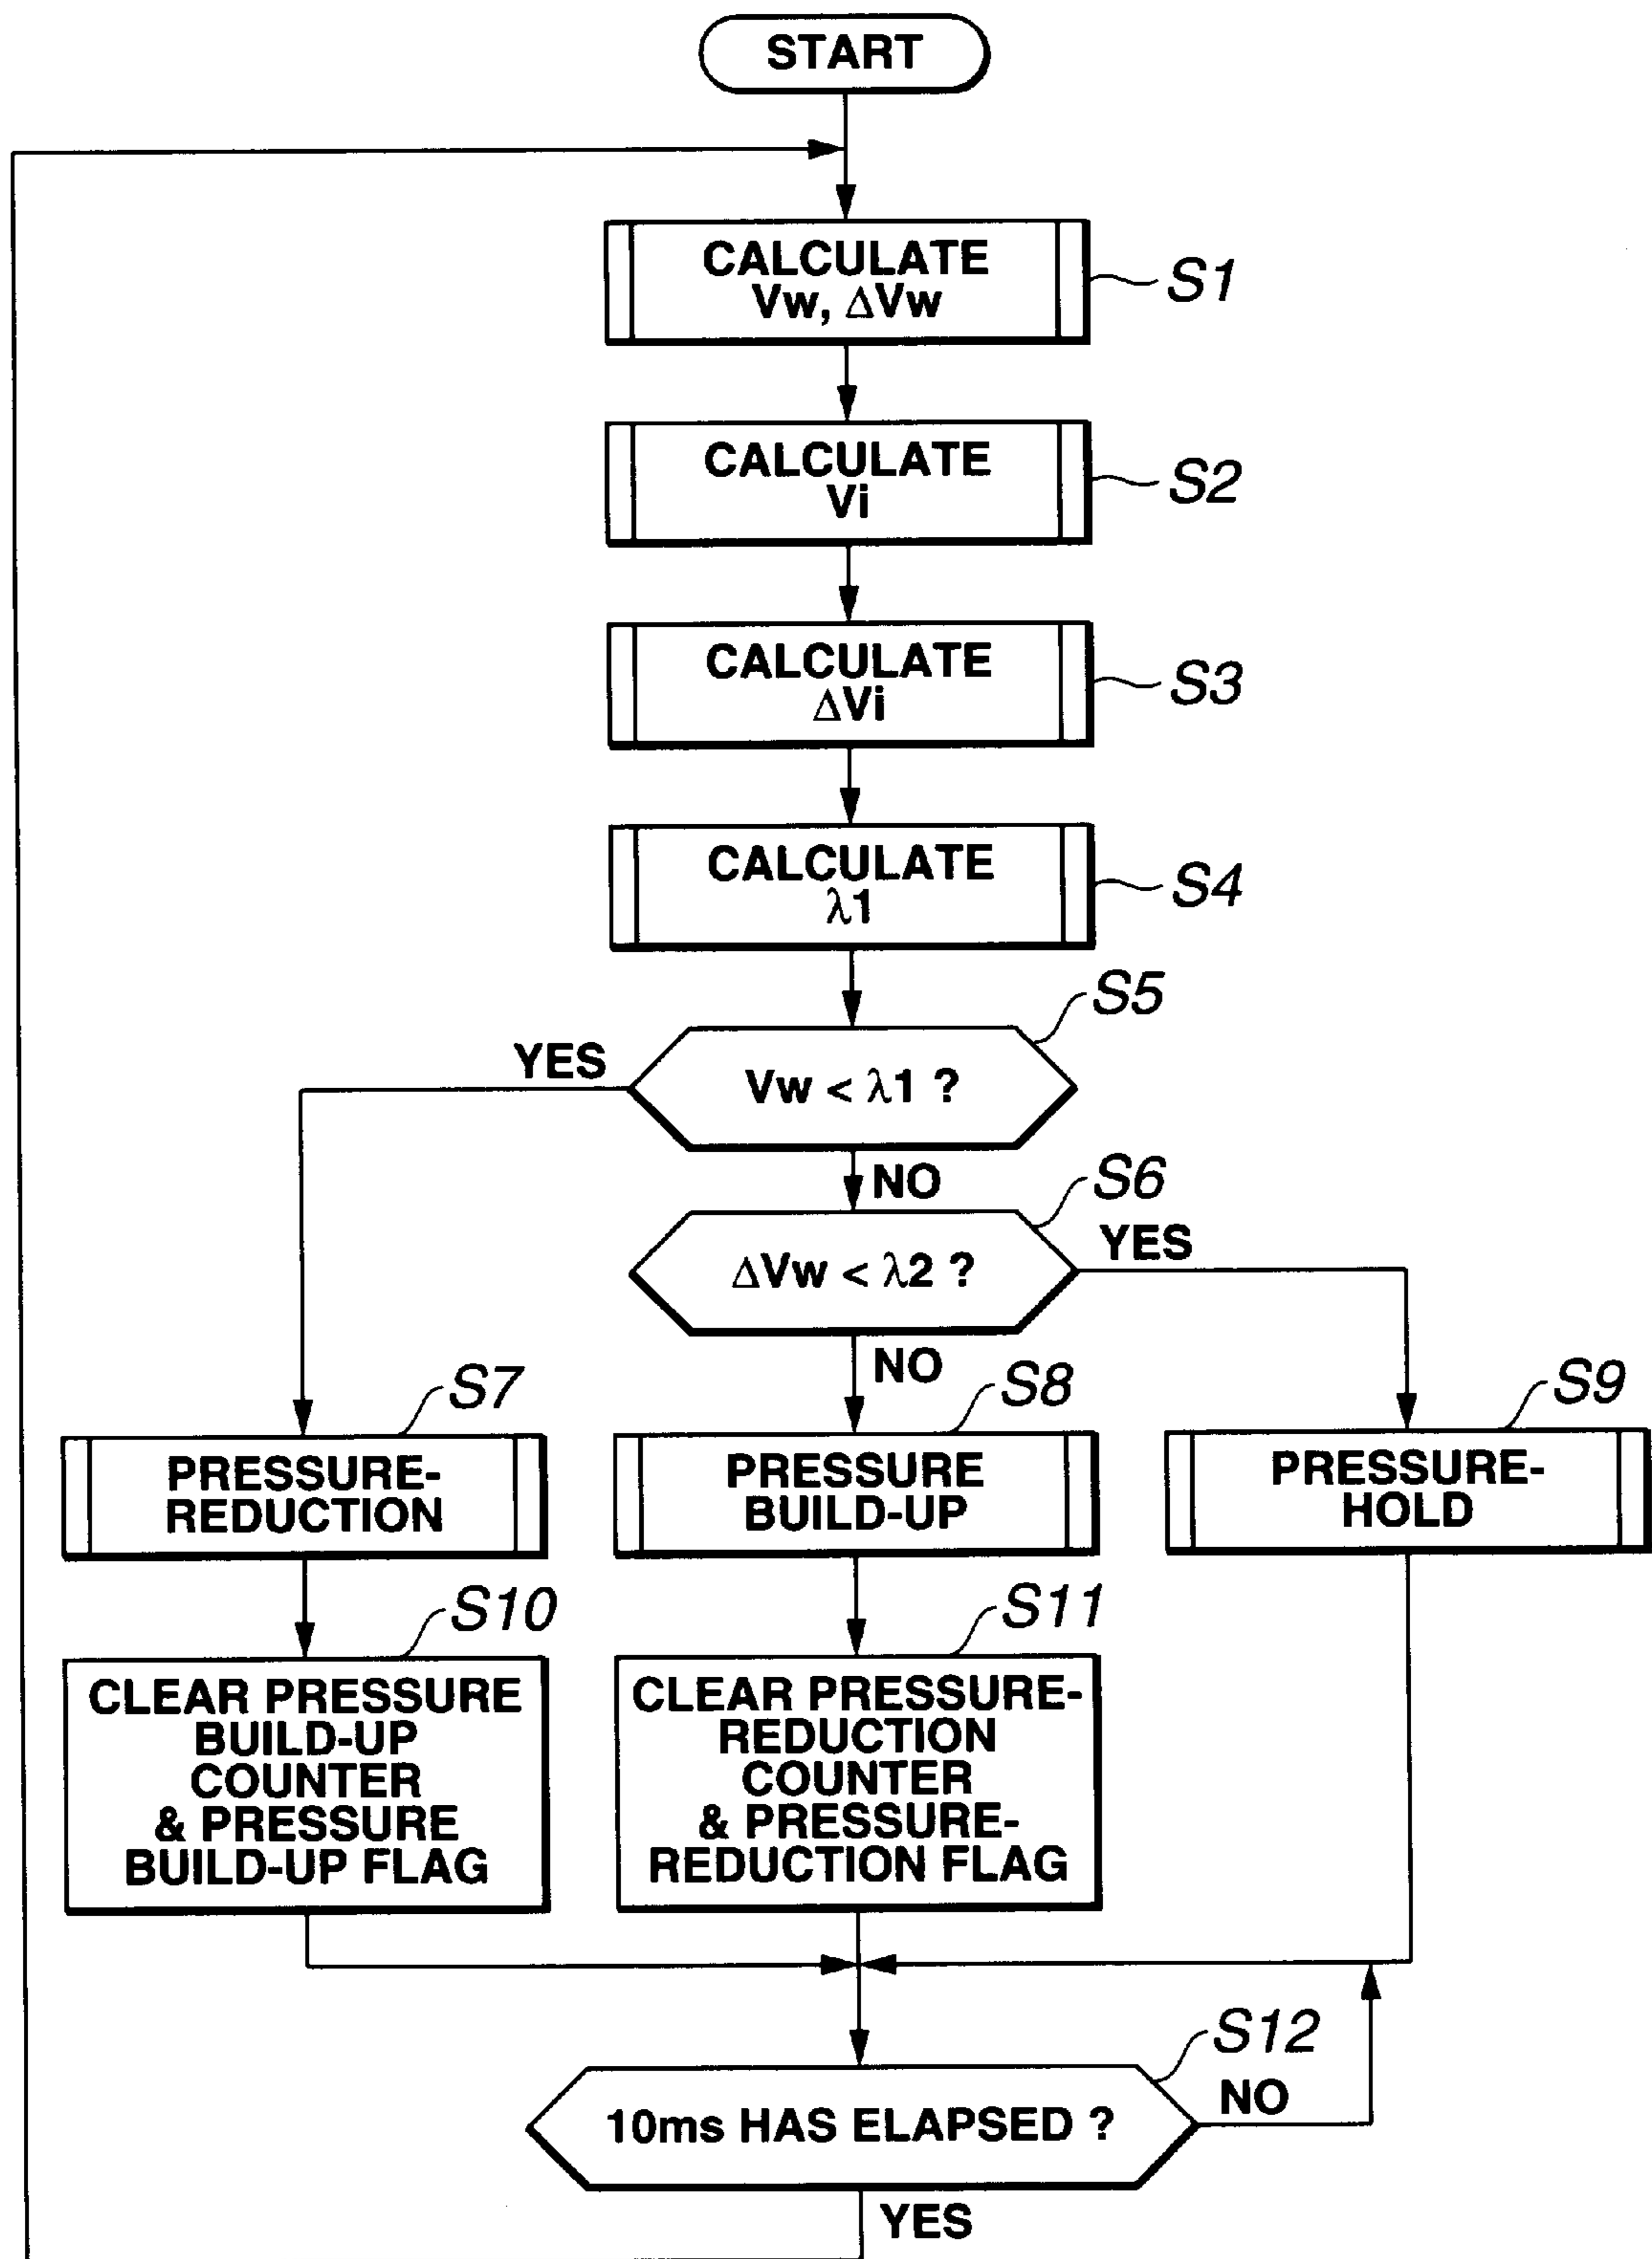 START
CALCULATE
Vw, ΔVw
S1
CALCULATE
Vi
S2
CALCULATE
ΔVi
S3
CALCULATE
λ1
S4
S5
YES
Vw < λ1 ?
NO
S6
YES
ΔVw < λ2 ?
NO
S7
S8
S9
PRESSURE-
REDUCTION
PRESSURE
BUILD-UP
PRESSURE-
HOLD
S10
S11
CLEAR PRESSURE
BUILD-UP
COUNTER
& PRESSURE
BUILD-UP FLAG
CLEAR PRESSURE-
REDUCTION
COUNTER
& PRESSURE-
REDUCTION FLAG
S12
10ms HAS ELAPSED ?
NO
YES